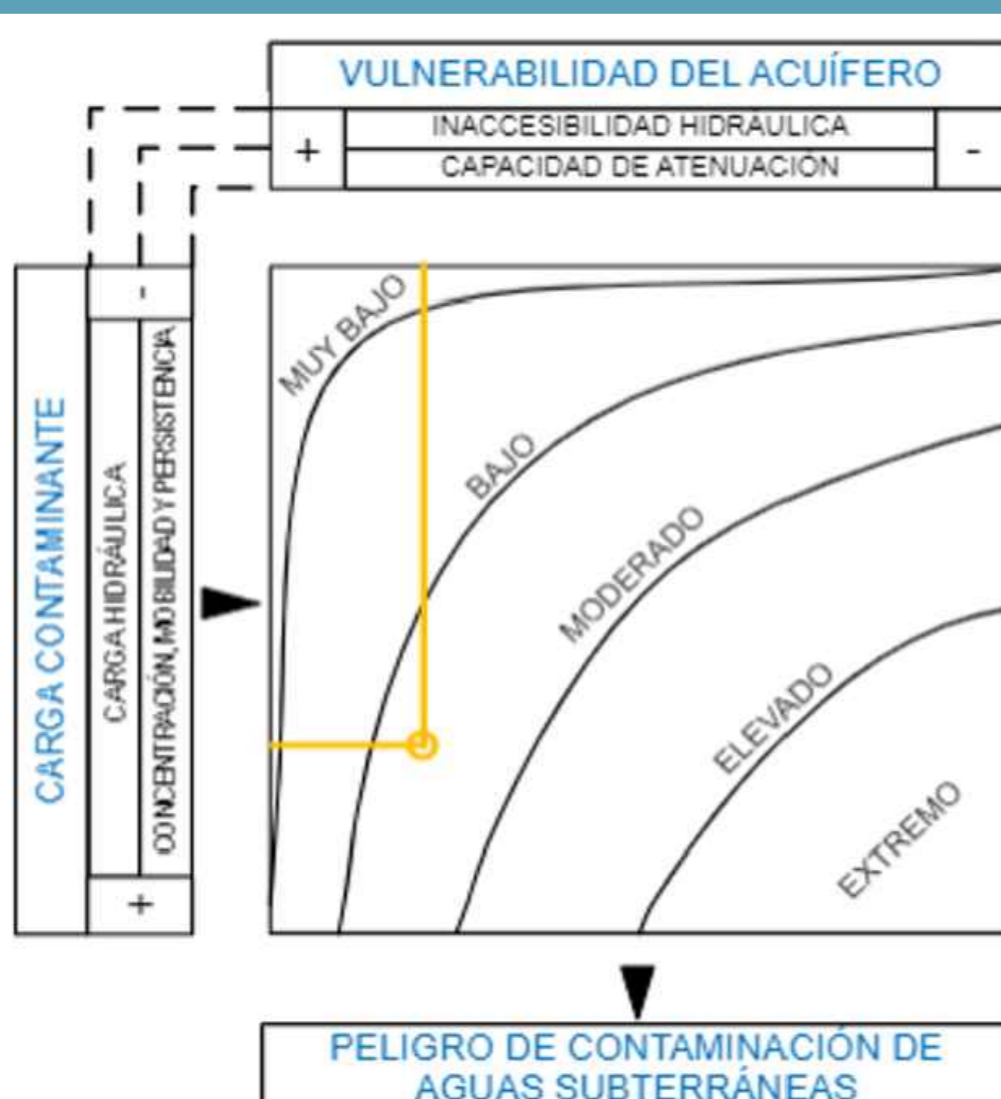 VULNERABILIDAD DEL ACUÍFERO
INACCESIBILIDAD HIDRÁULICA
+
-
CAPACIDAD DE ATENUACIÓN
CARGA CONTAMINANTE
-
CARGA HIDRÁULICA
CONCENTRACIÓN, MOBILIDAD Y PERSISTENCIA
+
MUY BAJO
BAJO
MODERADO
ELEVADO
EXTREMO
PELIGRO DE CONTAMINACIÓN DE
AGUAS SUBTERRÁNEAS